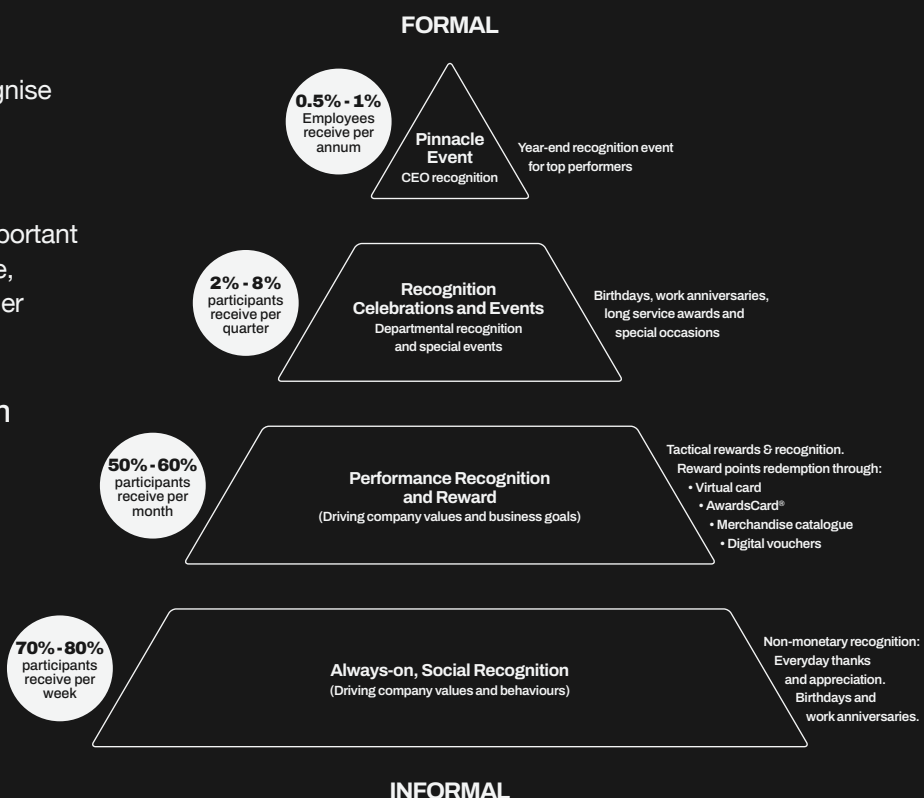 FORMAL
gnise
portant
e,
er
n
0.5% - 1%
Employees
receive per
annum
Pinnacle
Event
CEO recognition
Year-end recognition event
for top performers
2% - 8%
participants
receive per
quarter
Recognition
Celebrations and Events
Departmental recognition
and special events
Birthdays, work anniversaries,
long service awards and
special occasions
50% - 60%
participants
receive per
month
Performance Recognition
and Reward
(Driving company values and business goals)
Tactical rewards & recognition.
Reward points redemption through:
• Virtual card
• AwardsCard®
• Merchandise catalogue
• Digital vouchers
70% - 80%
participants
receive per
week
Always-on, Social Recognition
(Driving company values and behaviours)
Non-monetary recognition:
Everyday thanks
and appreciation.
Birthdays and
work anniversaries.
INFORMAL